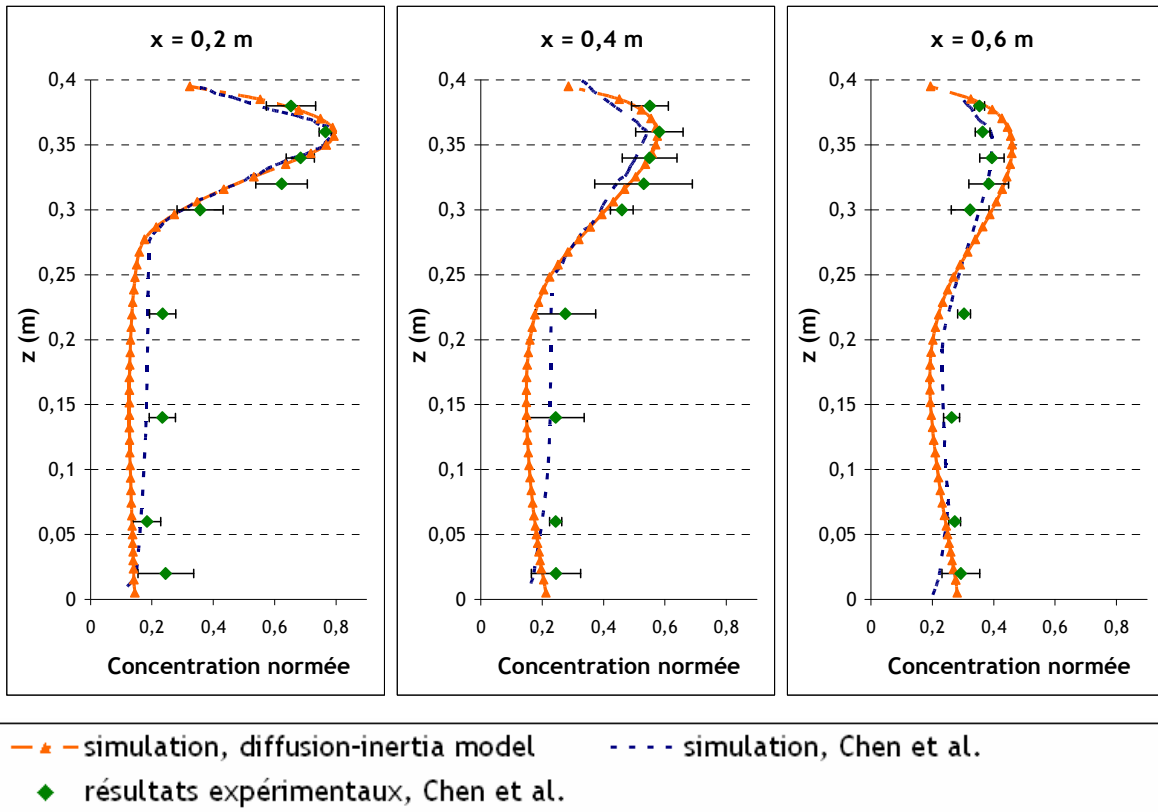 x = 0,2 m
0,4
0,35
0,3
0,25
0,2
0,15
0,1
0,05
0
z (m)
0 0,2 0,4 0,6 0,8
Concentration normée
x = 0,4 m
0,4
0,35
0,3
0,25
0,2
0,15
0,1
0,05
0
z (m)
0 0,2 0,4 0,6 0,8
Concentration normée
x = 0,6 m
0,4
0,35
0,3
0,25
0,2
0,15
0,1
0,05
0
z (m)
0 0,2 0,4 0,6 0,8
Concentration normée
simulation, diffusion-inertia model
simulation, Chen et al.
résultats expérimentaux, Chen et al.